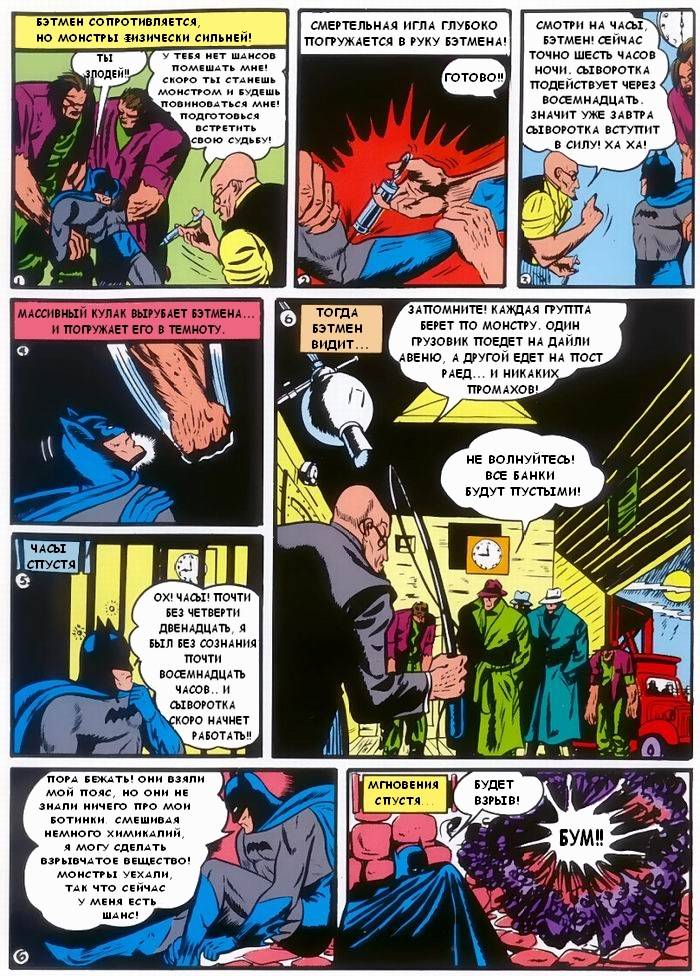 БЭТМЕН СОПРОТИВЛЯЕТСЯ,
НО МОНСТРЫ ФИЗИЧЕСКИ СИЛЬНЕЙ!
ТЫ
ЗЛОДЕЙ!!
У ТЕБЯ НЕТ ШАНСОВ
ПОМЕШАТЬ МНЕ!
СКОРО ТЫ СТАНЕШЬ
МОНСТРОМ И БУДЕШЬ
ПОВИНОВАТЬСЯ МНЕ!
ПОДГОТОВЬСЯ
ВСТРЕТИТЬ
СВОЮ СУДЬБУ!
1
СМЕРТЕЛЬНАЯ ИГЛА ГЛУБОКО
ПОГРУЖАЕТСЯ В РУКУ БЭТМЕНА!
ГОТОВО!!
2
СМОТРИ НА ЧАСЫ,
БЭТМЕН! СЕЙЧАС
ТОЧНО ШЕСТЬ ЧАСОВ
НОЧИ. СЫВОРОТКА
ПОДЕЙСТВУЕТ ЧЕРЕЗ
ВОСЕМНАДЦАТЬ.
ЗНАЧИТ УЖЕ ЗАВТРА
СЫВОРОТКА ВСТУПИТ
В СИЛУ! ХА ХА!
3
МАССИВНЫЙ КУЛАК ВЫРУБАЕТ БЭТМЕНА...
И ПОГРУЖАЕТ ЕГО В ТЕМНОТУ.
4
ЧАСЫ
СПУСТЯ
5
ОХ! ЧАСЫ! ПОЧТИ
БЕЗ ЧЕТВЕРТИ
ДВЕНАДЦАТЬ, Я
БЫЛ БЕЗ СОЗНАНИЯ
ПОЧТИ
ВОСЕМНАДЦАТЬ
ЧАСОВ.. И
СЫВОРОТКА
СКОРО НАЧНЕТ
РАБОТАТЬ!!
6
ТОГДА
БЭТМЕН
ВИДИТ...
ЗАПОМНИТЕ! КАЖДАЯ ГРУППА
БЕРЕТ ПО МОНСТРУ. ОДИН
ГРУЗОВИК ПОЕДЕТ НА ДАЙЛИ
АВЕНЮ, А ДРУГОЙ ЕДЕТ НА ПОСТ
РАЕД... И НИКАКИХ
ПРОМАХОВ!
НЕ ВОЛНУЙТЕСЬ!
ВСЕ БАНКИ
БУДУТ ПУСТЫМИ!
ПОРА БЕЖАТЬ! ОНИ ВЗЯЛИ
МОЙ ПОЯС, НО ОНИ НЕ
ЗНАЛИ НИЧЕГО ПРО МОИ
БОТИНКИ. СМЕШИВАЯ
НЕМНОГО ХИМИКАЛИЙ,
Я МОГУ СДЕЛАТЬ
ВЗРЫВЧАТОЕ ВЕЩЕСТВО!
МОНСТРЫ УЕХАЛИ,
ТАК ЧТО СЕЙЧАС
У МЕНЯ ЕСТЬ
ШАНС!
6
МГНОВЕНИЯ
СПУСТЯ...
БУДЕТ
ВЗРЫВ!
БУМ!!